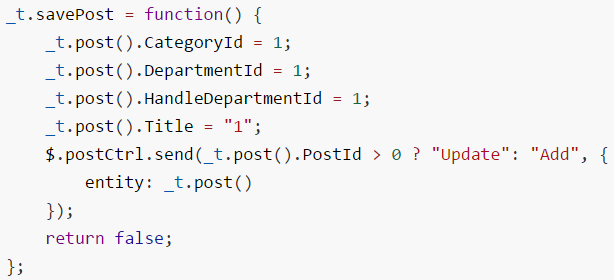 _t.savePost = function() {
    _t.post().CategoryId = 1;
    _t.post().DepartmentId = 1;
    _t.post().HandleDepartmentId = 1;
    _t.post().Title = "1";
    $.postCtrl.send(_t.post().PostId > 0 ? "Update": "Add", {
        entity: _t.post()
    });
    return false;
};